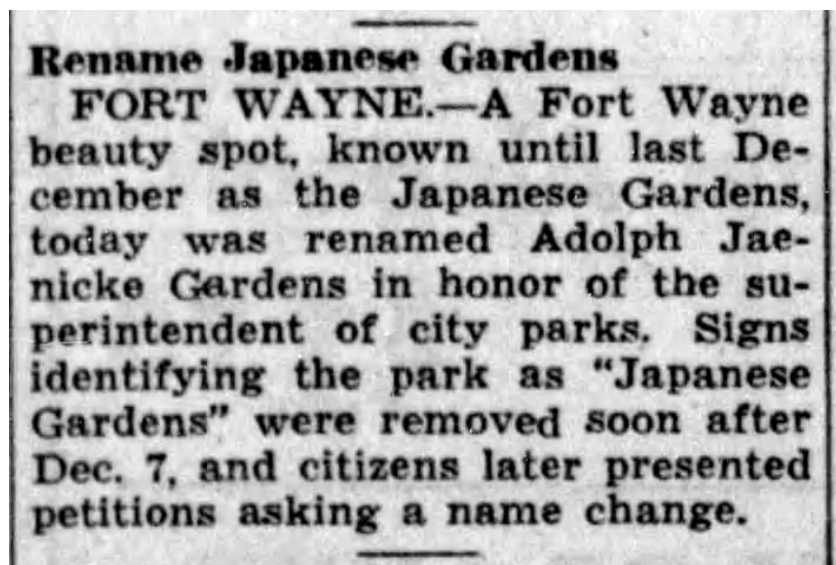 Rename Japanese Gardens
FORT WAYNE.—A Fort Wayne
beauty spot, known until last De-
cember as the Japanese Gardens,
today was renamed Adolph Jae-
nicke Gardens in honor of the su-
perintendent of city parks. Signs
identifying the park as "Japanese
Gardens" were removed soon after
Dec. 7, and citizens later presented
petitions asking a name change.